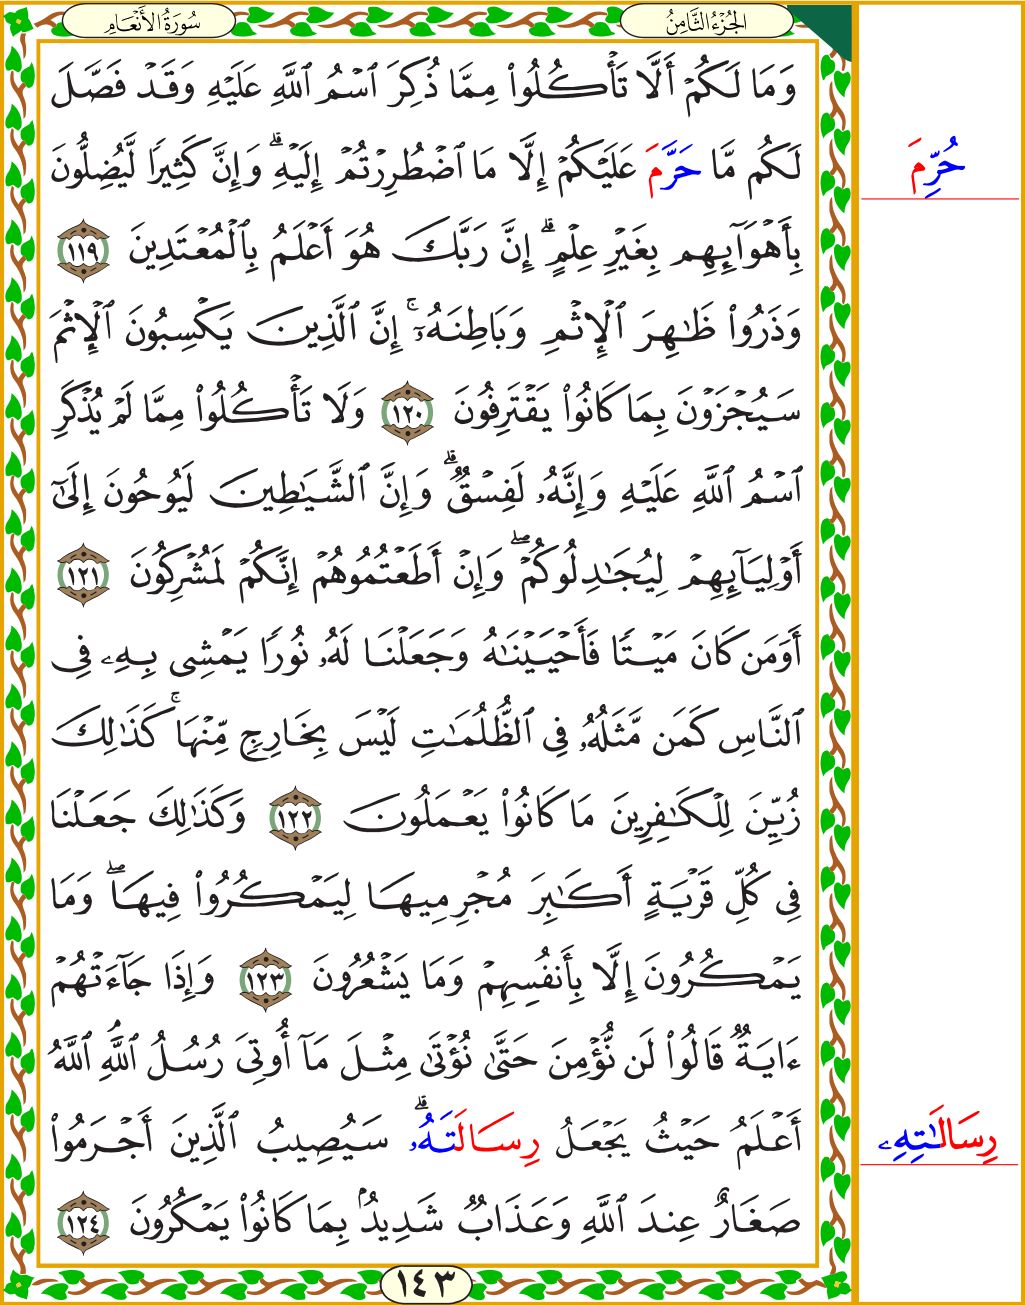 الجُزْءُ الثَّامِنُ
سُورَةُ الأَنْعَامِ
وَمَا لَكُمْ أَلَّا تَأْكُلُوا۟ مِمَّا ذُكِرَ ٱسْمُ ٱللَّهِ عَلَيْهِ وَقَدْ فَصَّلَ
لَكُم مَّا حَرَّمَ عَلَيْكُمْ إِلَّا مَا ٱضْطُرِرْتُمْ إِلَيْهِ ۗ وَإِنَّ كَثِيرًا لَّيُضِلُّونَ
حُرِّمَ
بِأَهْوَآئِهِم بِغَيْرِ عِلْمٍ ۗ إِنَّ رَبَّكَ هُوَ أَعْلَمُ بِٱلْمُعْتَدِينَ ١١٩
وَذَرُوا۟ ظَـٰهِرَ ٱلْإِثْمِ وَبَاطِنَهُۥٓ ۚ إِنَّ ٱلَّذِينَ يَكْسِبُونَ ٱلْإِثْمَ
سَيُجْزَوْنَ بِمَا كَانُوا۟ يَقْتَرِفُونَ ١٢٠ وَلَا تَأْكُلُوا۟ مِمَّا لَمْ يُذْكَرِ
ٱسْمُ ٱللَّهِ عَلَيْهِ وَإِنَّهُۥ لَفِسْقٌ ۗ وَإِنَّ ٱلشَّيَـٰطِينَ لَيُوحُونَ إِلَىٰٓ
أَوْلِيَآئِهِمْ لِيُجَـٰدِلُوكُمْ ۖ وَإِنْ أَطَعْتُمُوهُمْ إِنَّكُمْ لَمُشْرِكُونَ ١٢١
أَوَمَن كَانَ مَيْتًا فَأَحْيَيْنَـٰهُ وَجَعَلْنَا لَهُۥ نُورًا يَمْشِى بِهِۦ فِى
ٱلنَّاسِ كَمَن مَّثَلُهُۥ فِى ٱلظُّلُمَـٰتِ لَيْسَ بِخَارِجٍ مِّنْهَا ۚ كَذَٰلِكَ
زُيِّنَ لِلْكَـٰفِرِينَ مَا كَانُوا۟ يَعْمَلُونَ ١٢٢ وَكَذَٰلِكَ جَعَلْنَا
فِى كُلِّ قَرْيَةٍ أَكَـٰبِرَ مُجْرِمِيهَا لِيَمْكُرُوا۟ فِيهَا ۖ وَمَا
يَمْكُرُونَ إِلَّا بِأَنفُسِهِمْ وَمَا يَشْعُرُونَ ١٢٣ وَإِذَا جَآءَتْهُمْ
ءَايَةٌ قَالُوا۟ لَن نُّؤْمِنَ حَتَّىٰ نُؤْتَىٰ مِثْلَ مَآ أُوتِىَ رُسُلُ ٱللَّهِ ۘ ٱللَّهُ
أَعْلَمُ حَيْثُ يَجْعَلُ رِسَالَتَهُۥ ۗ سَيُصِيبُ ٱلَّذِينَ أَجْرَمُوا۟
رِسَالَـٰتِهِۦ
صَغَارٌ عِندَ ٱللَّهِ وَعَذَابٌ شَدِيدٌۢ بِمَا كَانُوا۟ يَمْكُرُونَ ١٢٤
١٤٣